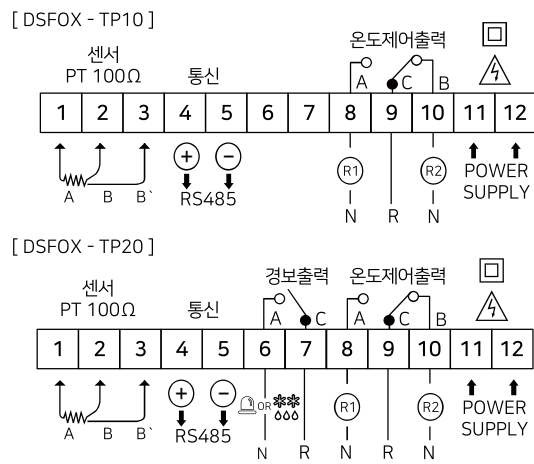 [ DSFOX - TP10 ]
센서
PT 100Ω
통신
온도제어출력
A C B
1 2 3 4 5 6 7 8 9 10 11 12
+ −
R1 R2
A B B`
RS485
POWER
SUPPLY
N R N
[ DSFOX - TP20 ]
센서
PT 100Ω
통신
경보출력
온도제어출력
A C A C B
1 2 3 4 5 6 7 8 9 10 11 12
+ −
OR
R1 R2
A B B`
RS485
POWER
SUPPLY
N R N R N